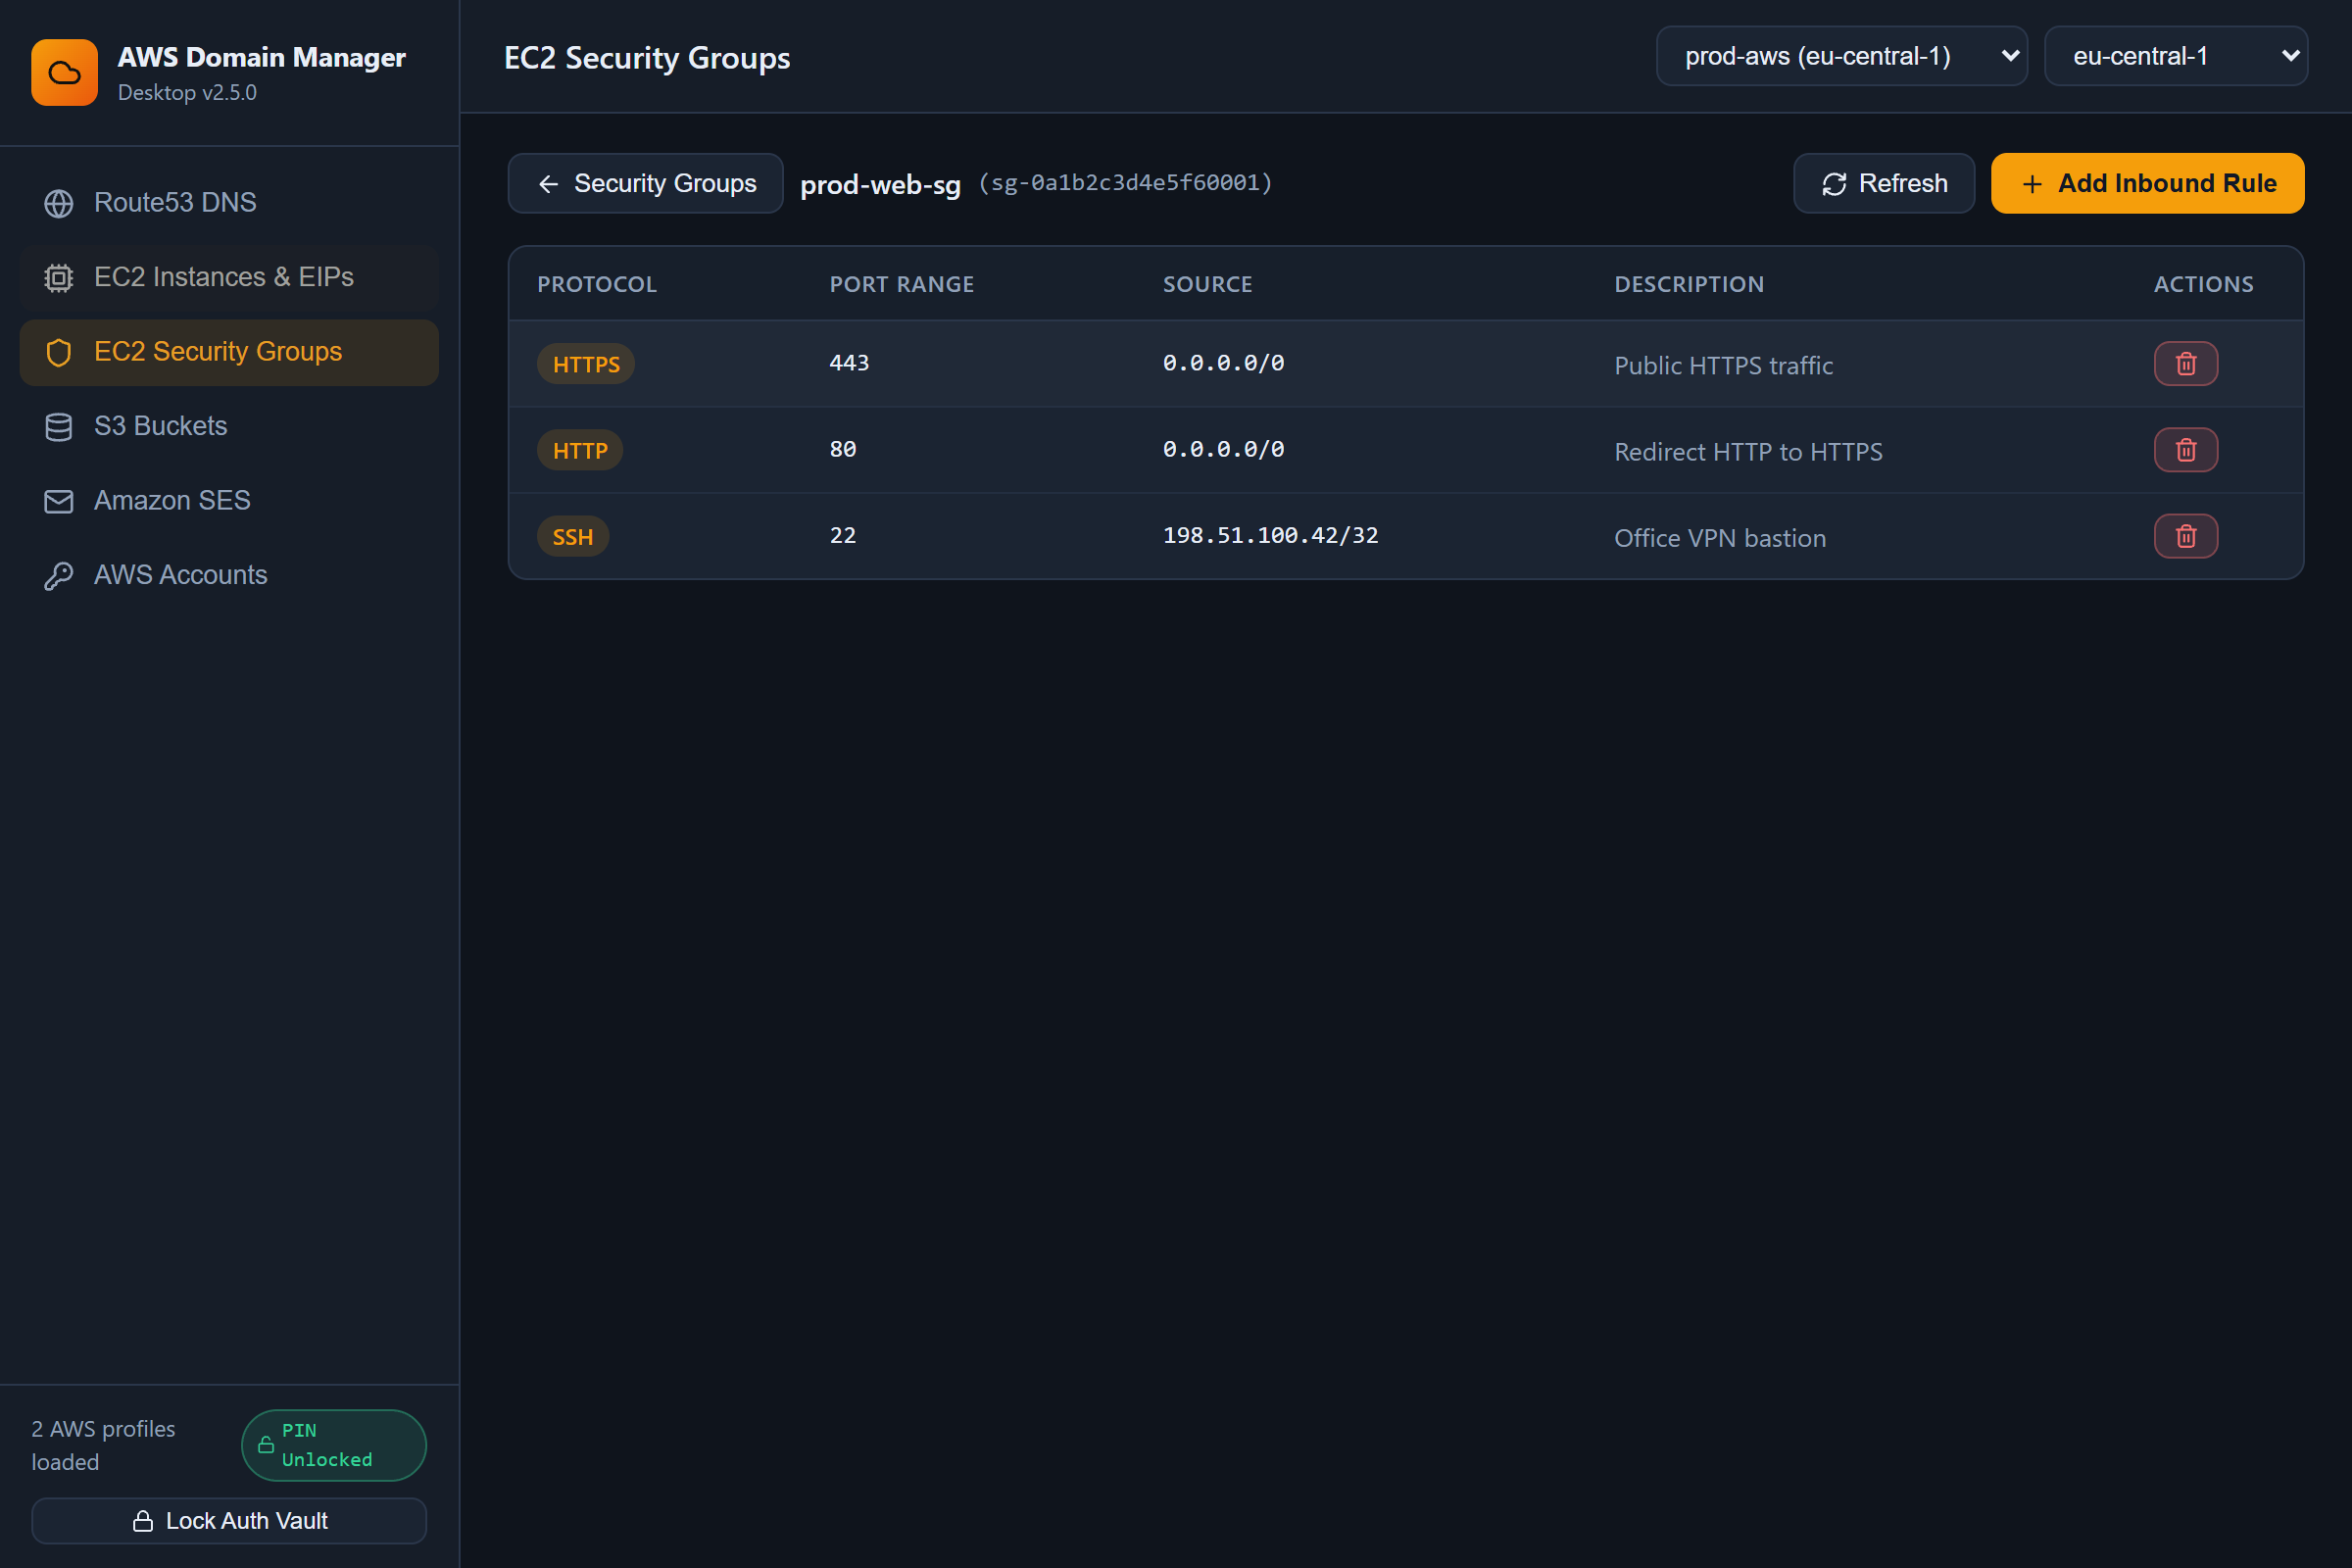 AWS Domain Manager
Desktop v2.5.0
Route53 DNS
EC2 Instances & EIPs
EC2 Security Groups
S3 Buckets
Amazon SES
AWS Accounts
2 AWS profiles
loaded
PIN
Unlocked
Lock Auth Vault
EC2 Security Groups
prod-aws (eu-central-1)
eu-central-1
Security Groups
prod-web-sg (sg-0a1b2c3d4e5f60001)
Refresh
Add Inbound Rule
PROTOCOL PORT RANGE SOURCE DESCRIPTION ACTIONS
HTTPS 443 0.0.0.0/0 Public HTTPS traffic
HTTP 80 0.0.0.0/0 Redirect HTTP to HTTPS
SSH 22 198.51.100.42/32 Office VPN bastion